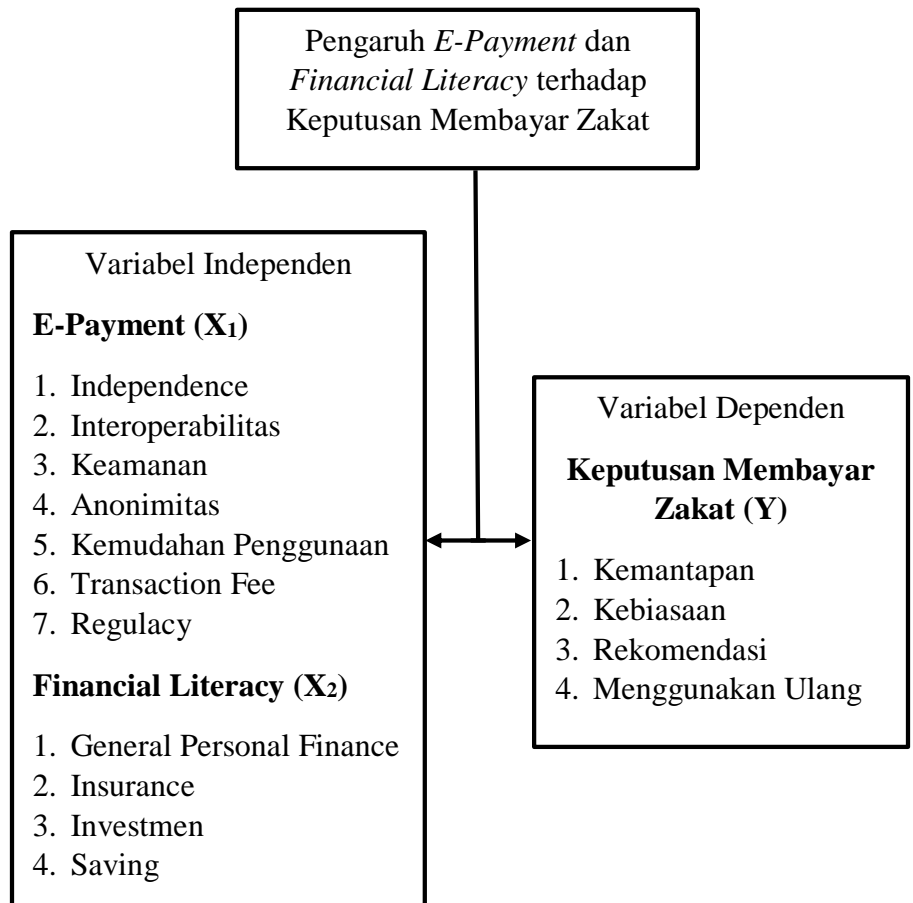 Pengaruh E-Payment dan
Financial Literacy terhadap
Keputusan Membayar Zakat
Variabel Independen
E-Payment (X₁)
1. Independence
2. Interoperabilitas
3. Keamanan
4. Anonimitas
5. Kemudahan Penggunaan
6. Transaction Fee
7. Regulacy
Financial Literacy (X₂)
1. General Personal Finance
2. Insurance
3. Investmen
4. Saving
Variabel Dependen
Keputusan Membayar
Zakat (Y)
1. Kemantapan
2. Kebiasaan
3. Rekomendasi
4. Menggunakan Ulang